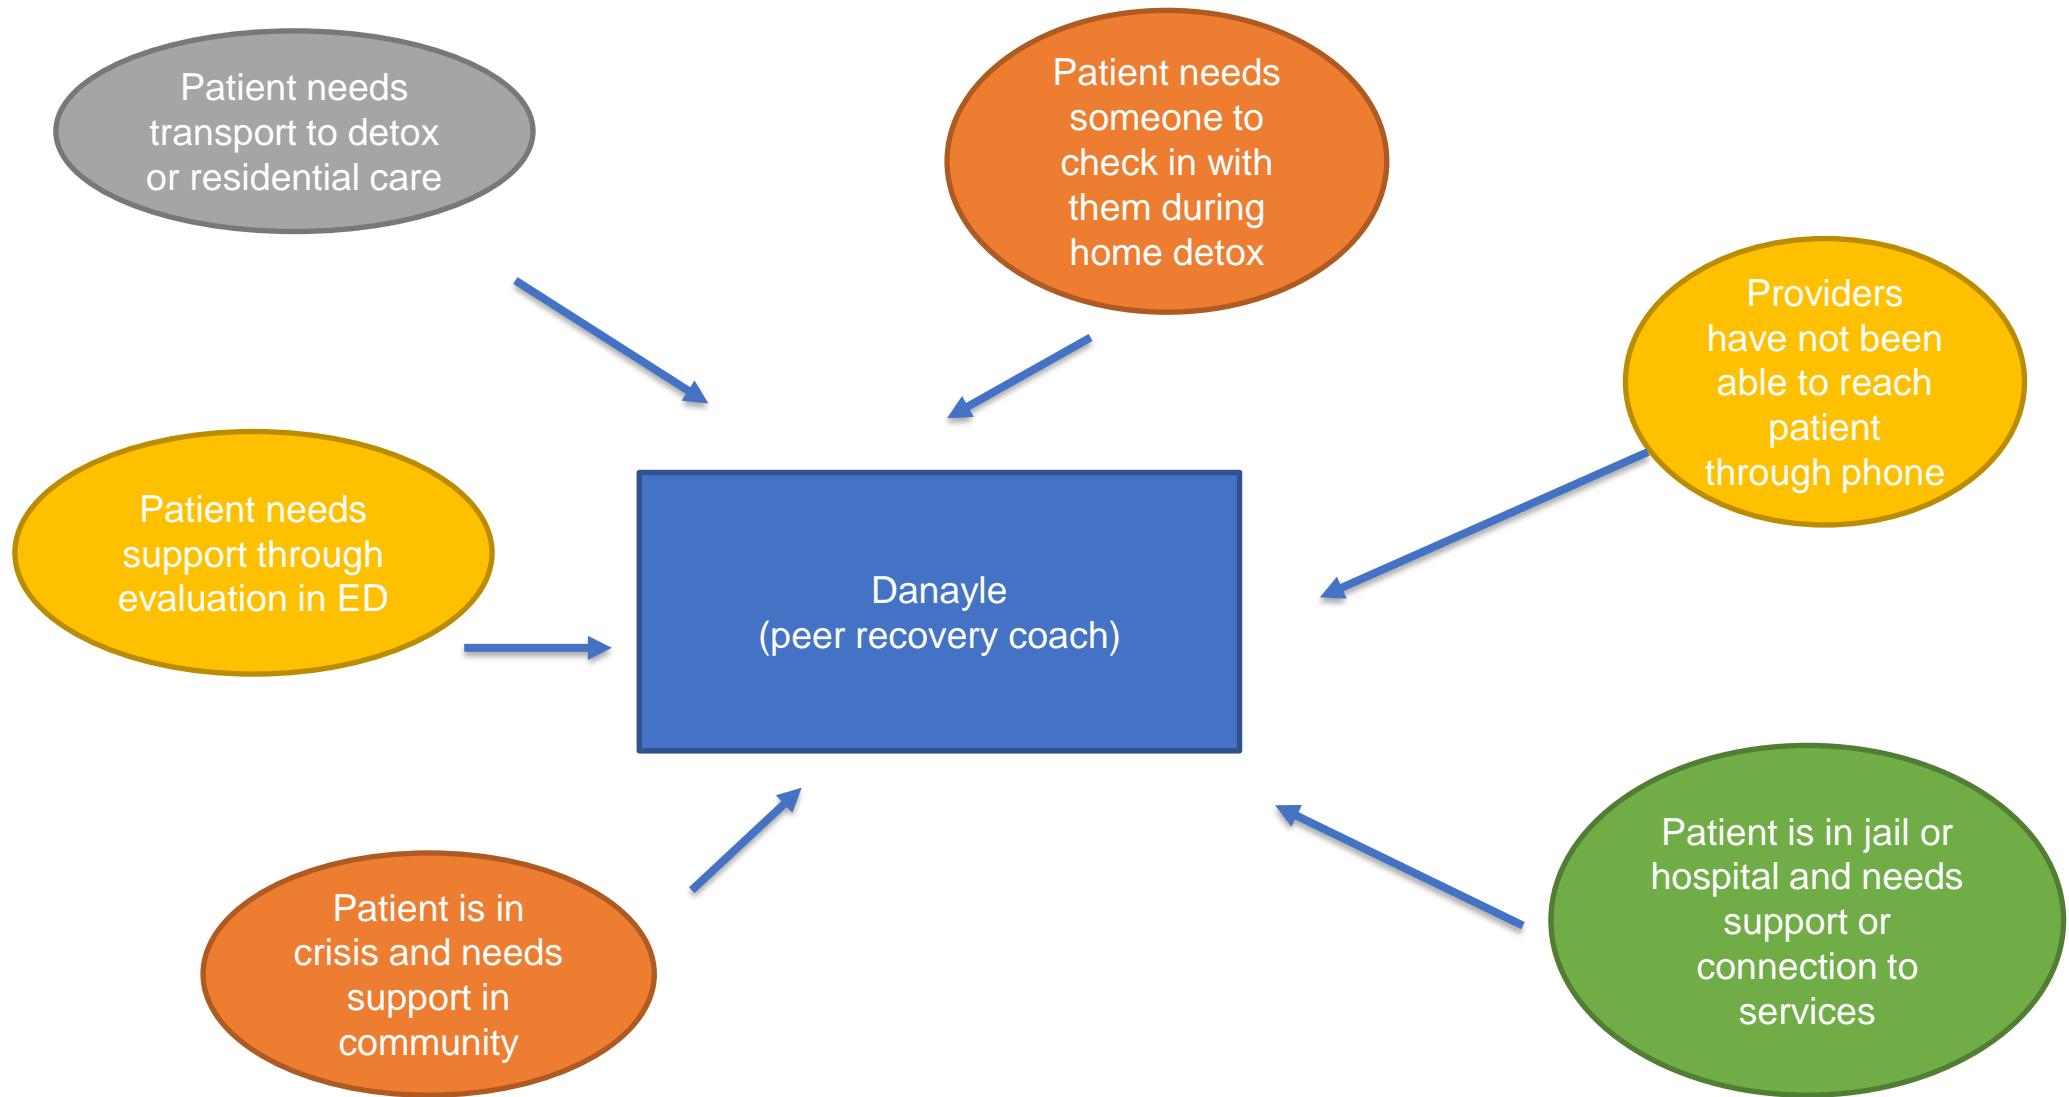 Patient needs
transport to detox
or residential care
Patient needs
someone to
check in with
them during
home detox
Providers
have not been
able to reach
patient
through phone
Patient needs
support through
evaluation in ED
Danayle
(peer recovery coach)
Patient is in
crisis and needs
support in
community
Patient is in jail or
hospital and needs
support or
connection to
services